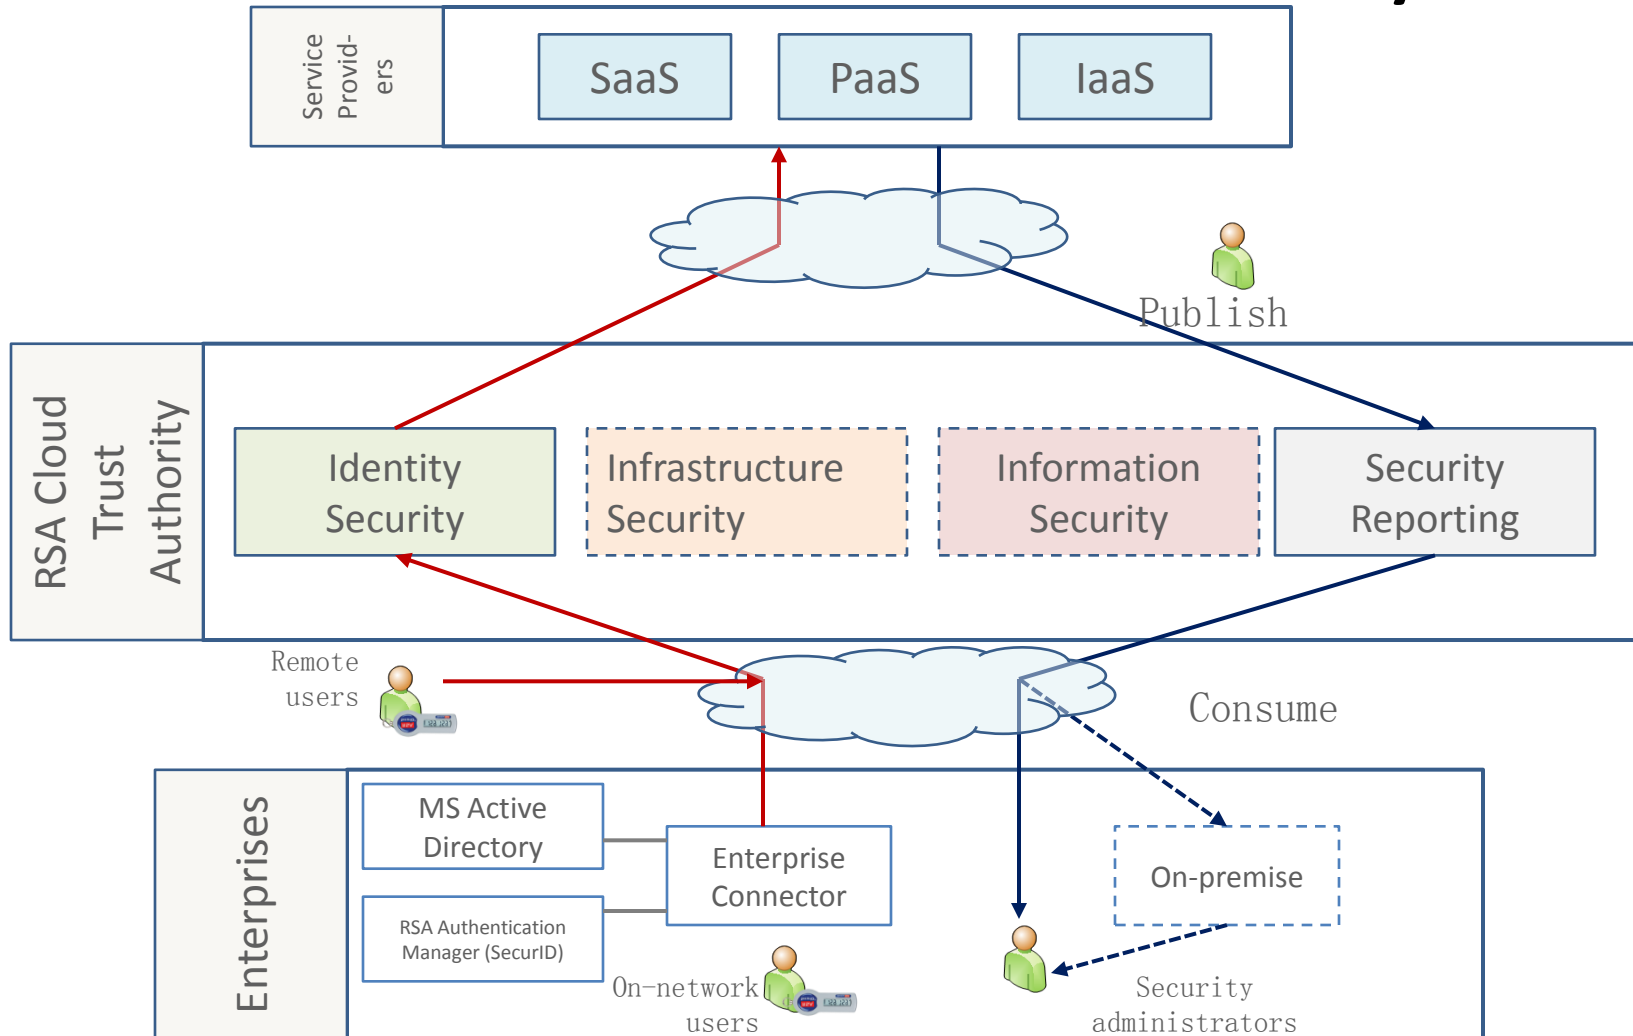 Service
Provid-
ers
SaaS
PaaS
IaaS
Publish
RSA Cloud
Trust
Authority
Identity
Security
Infrastructure
Security
Information
Security
Security
Reporting
Remote
users
Consume
Enterprises
MS Active
Directory
Enterprise
Connector
RSA Authentication
Manager (SecurID)
On-premise
On-network
users
Security
administrators